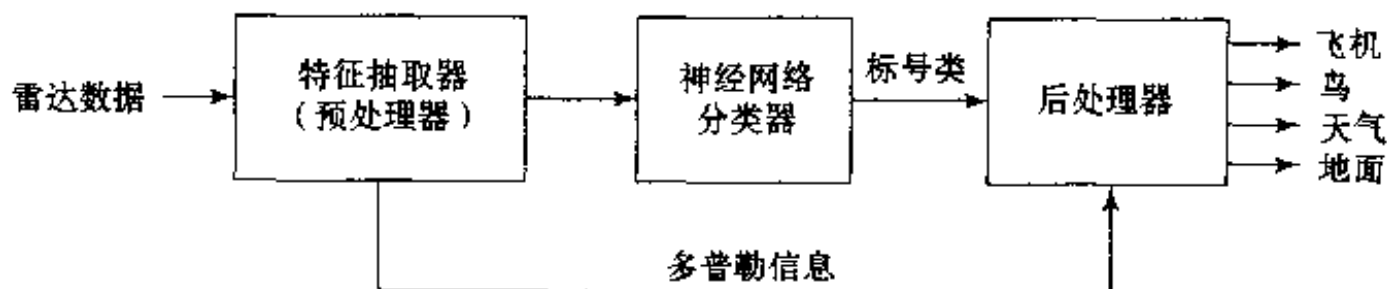 雷达数据
特征抽取器
（预处理器）
神经网络
分类器
标号类
后处理器
飞机
鸟
天气
地面
多普勒信息